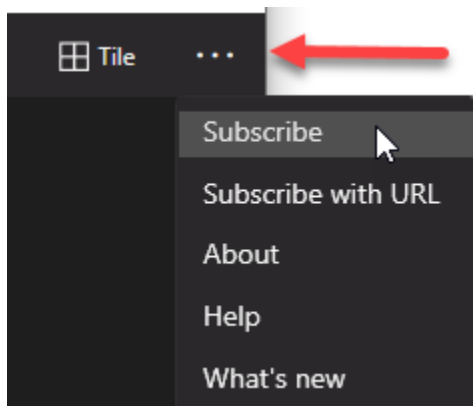 Tile ...
Subscribe
Subscribe with URL
About
Help
What's new